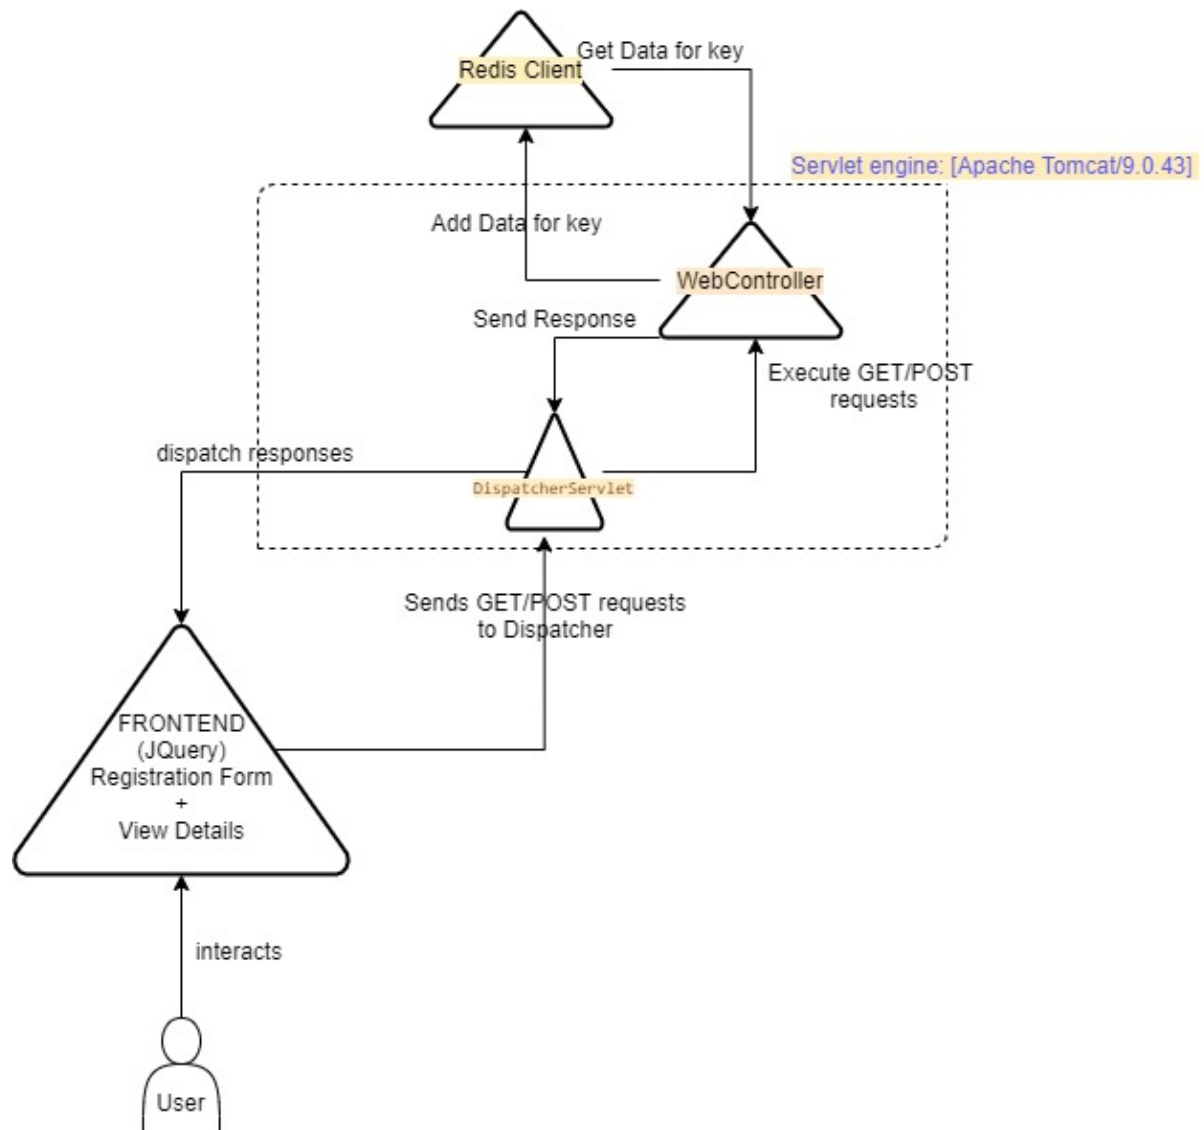 Get Data for key
Redis Client
Servlet engine: [Apache Tomcat/9.0.43]
Add Data for key
WebController
Send Response
Execute GET/POST
requests
dispatch responses
DispatcherServlet
Sends GET/POST requests
to Dispatcher
FRONTEND
(JQuery)
Registration Form
+
View Details
interacts
User